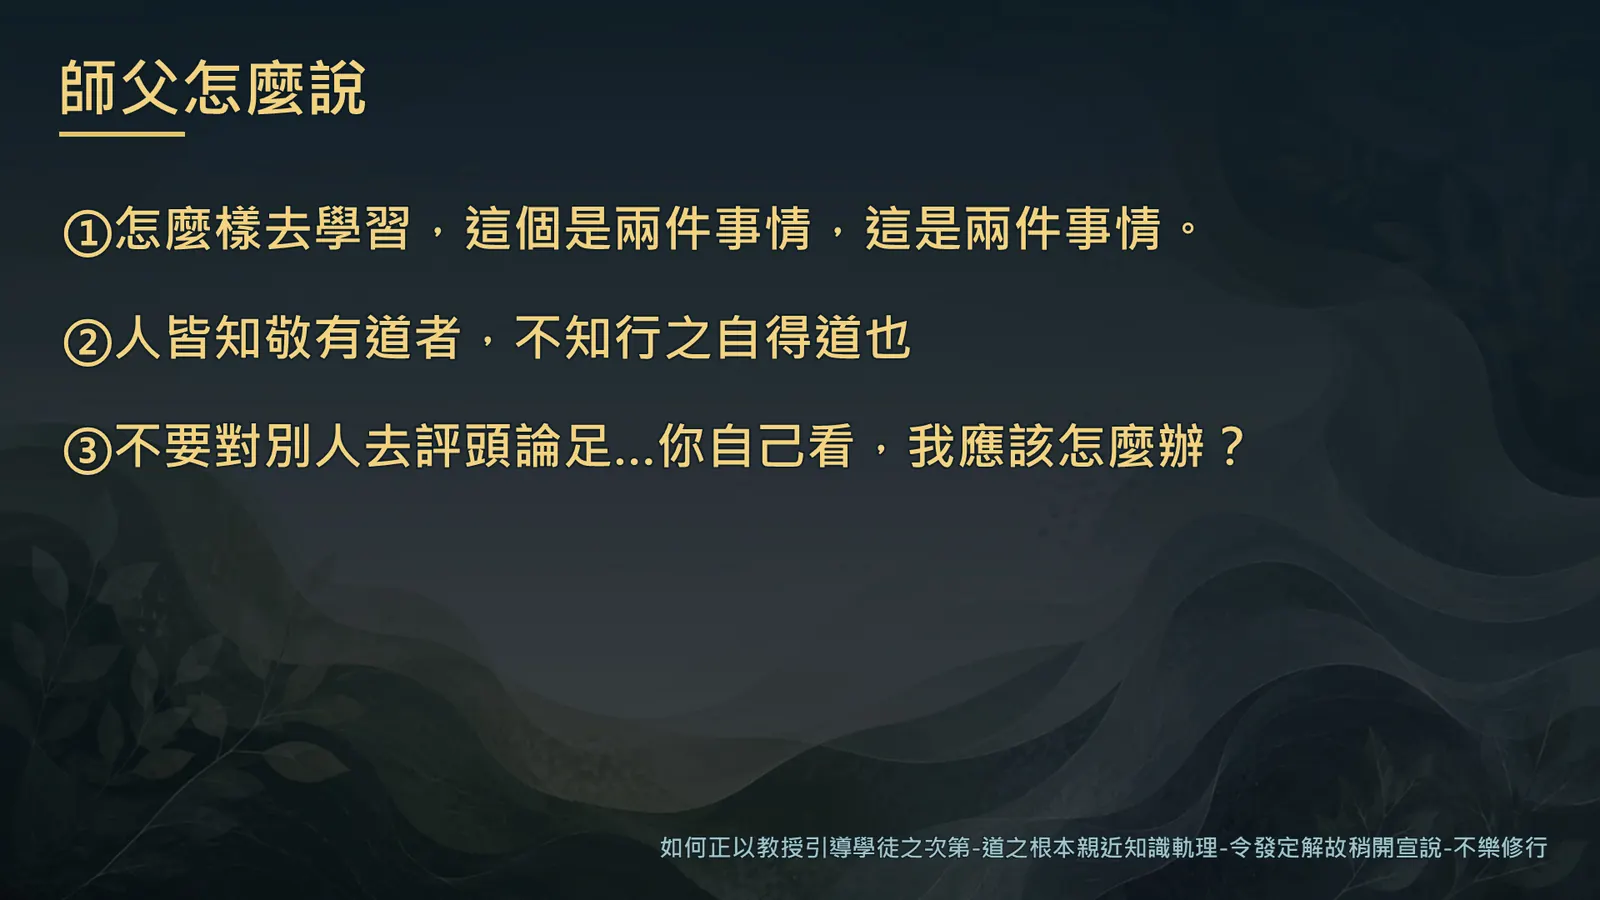 師父怎麼說
①怎麼樣去學習，這個是兩件事情，這是兩件事情。
②人皆知敬有道者，不知行之自得道也
③不要對別人去評頭論足...你自己看，我應該怎麼辦？
如何正以教授引導學徒之次第-道之根本親近知識軌理-令發定解故稍開宣說-不樂修行